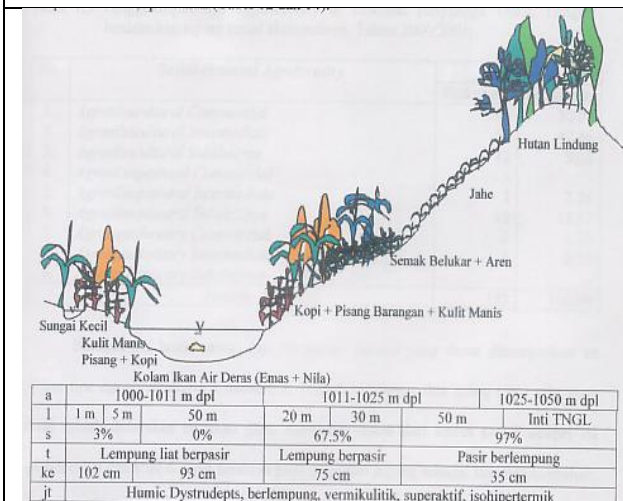 Hutan Lindung
Jahe
Semak Belukar + Aren
Kopi + Pisang Barangan + Kulit Manis
Sungai Kecil
Kulit Manis
Pisang + Kopi
Kolam Ikan Air Deras (Emas + Nila)
a 1000-1011 m dpl 1011-1025 m dpl 1025-1050 m dpl
l 1 m 5 m 50 m 20 m 30 m 50 m Inti TNGL
s 3% 0% 67.5% 97%
t Lempung liat berpasir Lempung berpasir Pasir berlempung
ke 102 cm 93 cm 75 cm 35 cm
jt Humic Dystrudepts, berlempung, vermikulitik, superaktif, isohipertermik